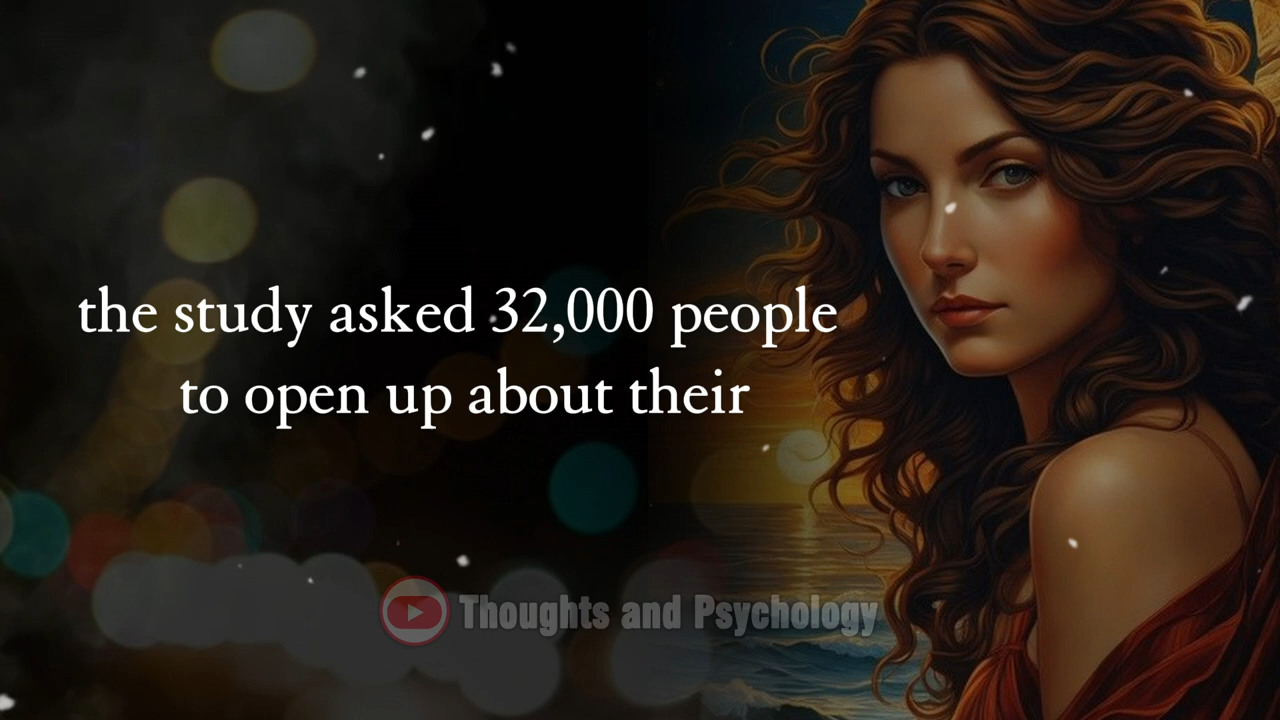 the study asked 32,000 people
to open up about their
Thoughts and Psychology